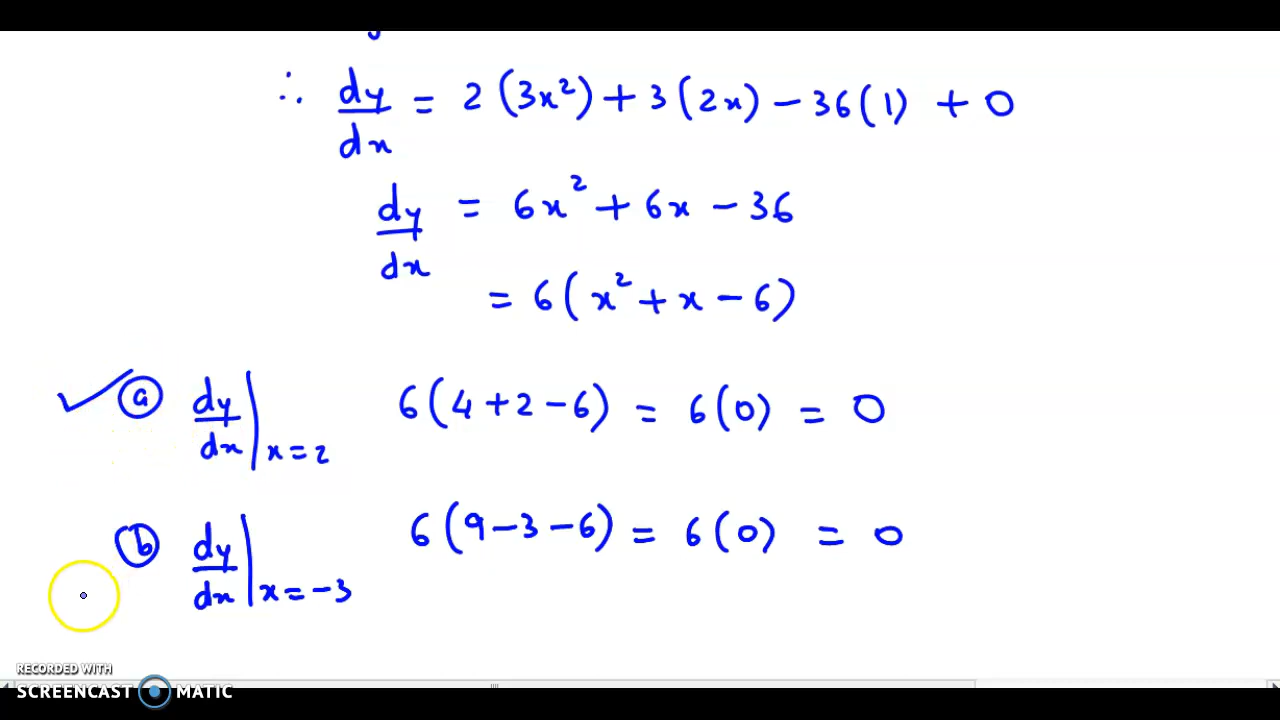 ∴ dy/dx = 2(3x²) + 3(2x) − 36(1) + 0
dy/dx = 6x² + 6x − 36
= 6(x² + x − 6)
✓ ⓐ dy/dx |x=2 6(4+2−6) = 6(0) = 0
ⓑ dy/dx |x=−3 6(9−3−6) = 6(0) = 0
RECORDED WITH
SCREENCAST MATIC